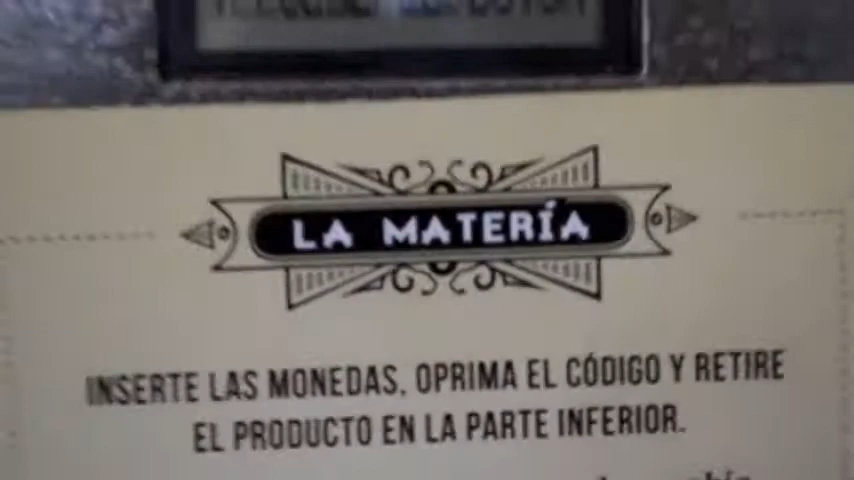 LA MATERÍA
INSERTE LAS MONEDAS, OPRIMA EL CÓDIGO Y RETIRE
EL PRODUCTO EN LA PARTE INFERIOR.